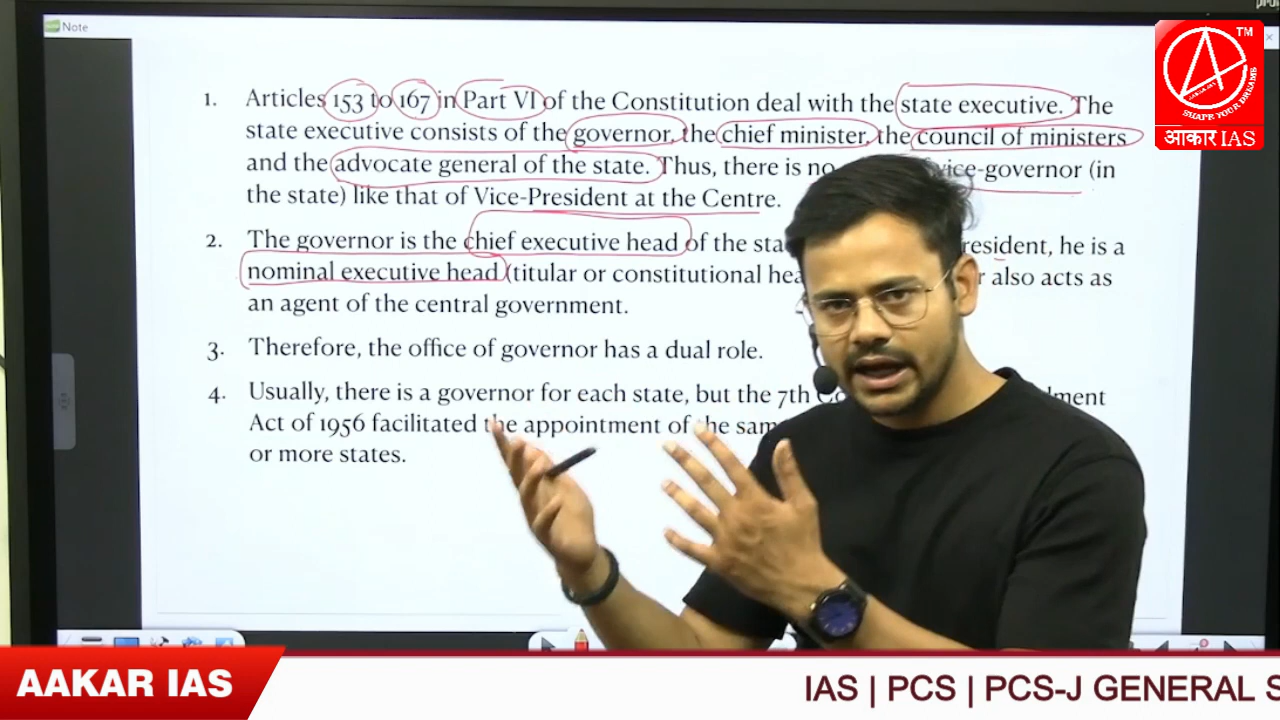 Note
1. Articles 153 to 167 in Part VI of the Constitution deal with the state executive. The
state executive consists of the governor, the chief minister, the council of ministers
and the advocate general of the state. Thus, there is no vice-governor (in
the state) like that of Vice-President at the Centre.
2. The governor is the chief executive head of the president, he is a
nominal executive head (titular or constitutional also acts as
an agent of the central government.
3. Therefore, the office of governor has a dual role.
4. Usually, there is a governor for each state, but the 7th
Act of 1956 facilitated the appointment of the
or more states.
TM
SHAPE YOUR DREAMS
आकार IAS
AAKAR IAS
IAS | PCS | PCS-J GENERAL S